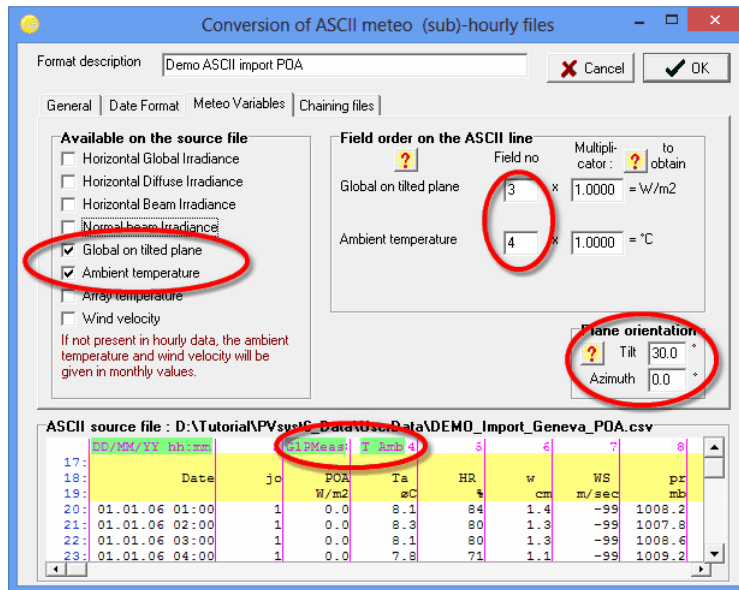 Conversion of ASCII meteo (sub)-hourly files
Format description Demo ASCII import POA Cancel OK
General Date Format Meteo Variables Chaining files
Available on the source file
Horizontal Global Irradiance
Horizontal Diffuse Irradiance
Horizontal Beam Irradiance
Normal beam Irradiance
Global on tilted plane
Ambient temperature
Array temperature
Wind velocity
If not present in hourly data, the ambient
temperature and wind velocity will be
given in monthly values.
Field order on the ASCII line
? Field no Multipli-
cator : ? to
obtain
Global on tilted plane 3 x 1.0000 = W/m2
Ambient temperature 4 x 1.0000 = °C
Plane orientation
? Tilt 30.0 °
Azimuth 0.0 °
ASCII source file : D:\Tutorial\PVsyst6_Data\UserData\DEMO_Import_Geneva_POA.csv
DD/MM/YY hh:mm GlPMeas T Amb 4 5 6 7 8
17:
18: Date jo POA Ta HR w WS pr
19: W/m2 øC % cm m/sec mb
20: 01.01.06 01:00 1 0.0 8.1 84 1.4 -99 1008.2
21: 01.01.06 02:00 1 0.0 8.3 80 1.3 -99 1007.8
22: 01.01.06 03:00 1 0.0 8.1 80 1.3 -99 1008.6
23: 01.01.06 04:00 1 0.0 7.8 71 1.1 -99 1009.2